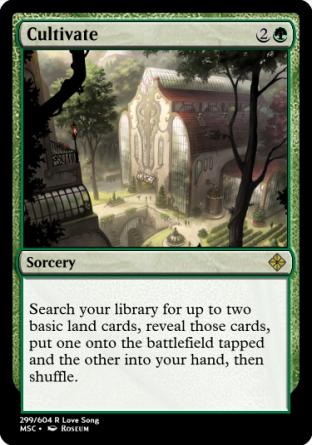 Cultivate 2
Sorcery
Search your library for up to two
basic land cards, reveal those cards,
put one onto the battlefield tapped
and the other into your hand, then
shuffle.
299/604 R Love Song
MSC • Roseum